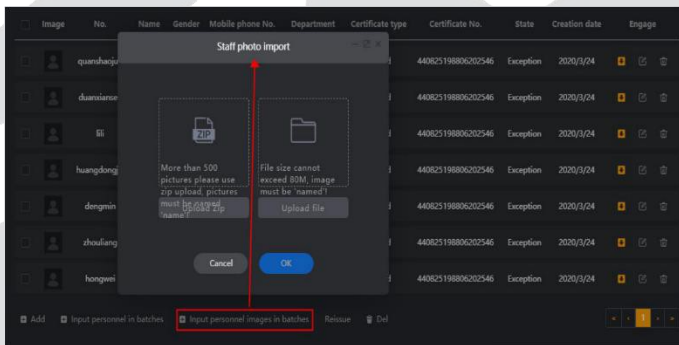 Image No. Name Gender Mobile phone No. Department Certificate type Certificate No. State Creation date Engage
Staff photo import
quanshaoju 440825198806202546 Exception 2020/3/24
duanxianse 440825198806202546 Exception 2020/3/24
lili 440825198806202546 Exception 2020/3/24
ZIP
huangdongj 440825198806202546 Exception 2020/3/24
More than 500 pictures please use zip upload, pictures must be named 'name'!
File size cannot exceed 80M, image must be 'named'!
Upload zip Upload file
dengmin 440825198806202546 Exception 2020/3/24
zhouliang 440825198806202546 Exception 2020/3/24
Cancel OK
hongwei 440825198806202546 Exception 2020/3/24
Add Input personnel in batches Input personnel images in batches Reissue Del 1